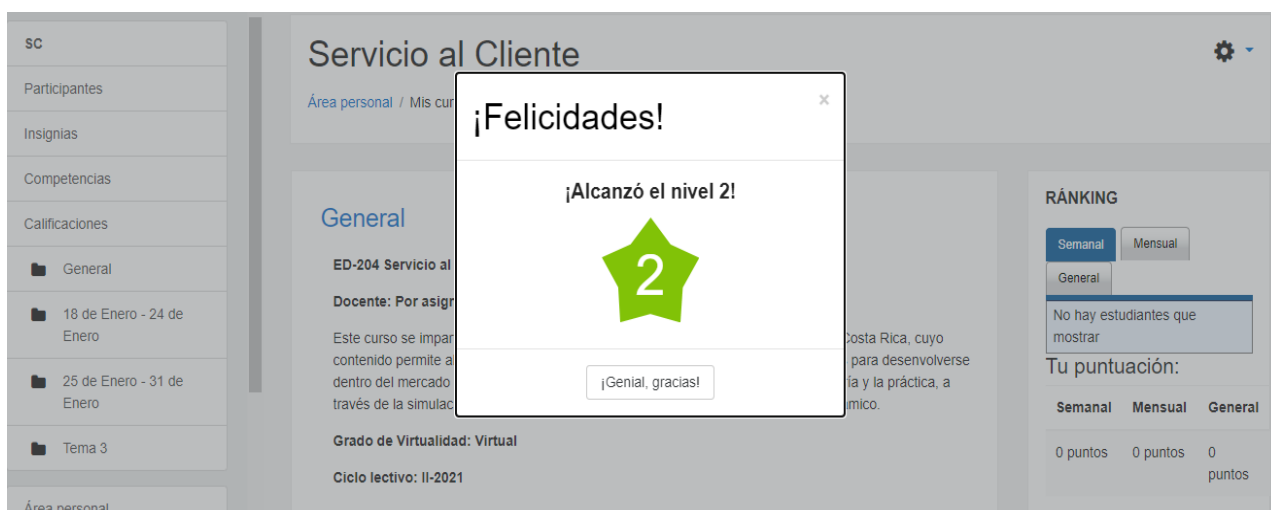 SC
Participantes
Insignias
Competencias
Calificaciones
General
18 de Enero - 24 de
Enero
25 de Enero - 31 de
Enero
Tema 3
Área personal
Servicio al Cliente
Área personal / Mis cur
¡Felicidades!
×
¡Alcanzó el nivel 2!
2
¡Genial, gracias!
General
ED-204 Servicio al
Docente: Por asigr
Este curso se impar Costa Rica, cuyo
contenido permite a para desenvolverse
dentro del mercado ía y la práctica, a
través de la simulac mico.
Grado de Virtualidad: Virtual
Ciclo lectivo: II-2021
RÁNKING
Semanal Mensual
General
No hay estudiantes que
mostrar
Tu puntuación:
Semanal Mensual General
0 puntos 0 puntos 0
puntos